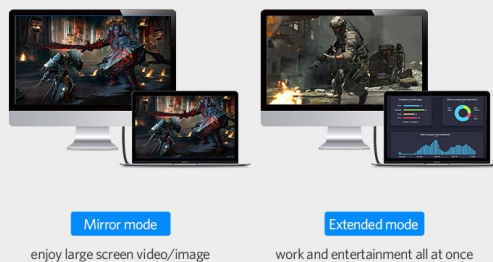 Mirror mode
Extended mode
enjoy large screen video/image
work and entertainment all at once